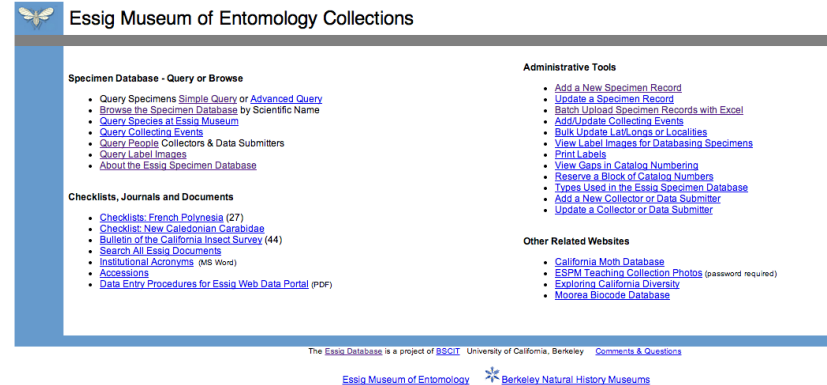 Essig Museum of Entomology Collections
Specimen Database - Query or Browse
Query Specimens Simple Query or Advanced Query
Browse the Specimen Database by Scientific Name
Query Species at Essig Museum
Query Collecting Events
Query People Collectors & Data Submitters
Query Label Images
About the Essig Specimen Database
Checklists, Journals and Documents
Checklists: French Polynesia (27)
Checklist: New Caledonian Carabidae
Bulletin of the California Insect Survey (44)
Search All Essig Documents
Institutional Acronyms (MS Word)
Accessions
Data Entry Procedures for Essig Web Data Portal (PDF)
Administrative Tools
Add a New Specimen Record
Update a Specimen Record
Batch Upload Specimen Records with Excel
Add/Update Collecting Events
Bulk Update Lat/Longs or Localities
View Label Images for Databasing Specimens
Print Labels
View Gaps in Catalog Numbering
Reserve a Block of Catalog Numbers
Types Used in the Essig Specimen Database
Add a New Collector or Data Submitter
Update a Collector or Data Submitter
Other Related Websites
California Moth Database
ESPM Teaching Collection Photos (password required)
Exploring California Diversity
Moorea Biocode Database
The Essig Database is a project of BSCIT University of California, Berkeley Comments & Questions
Essig Museum of Entomology Berkeley Natural History Museums